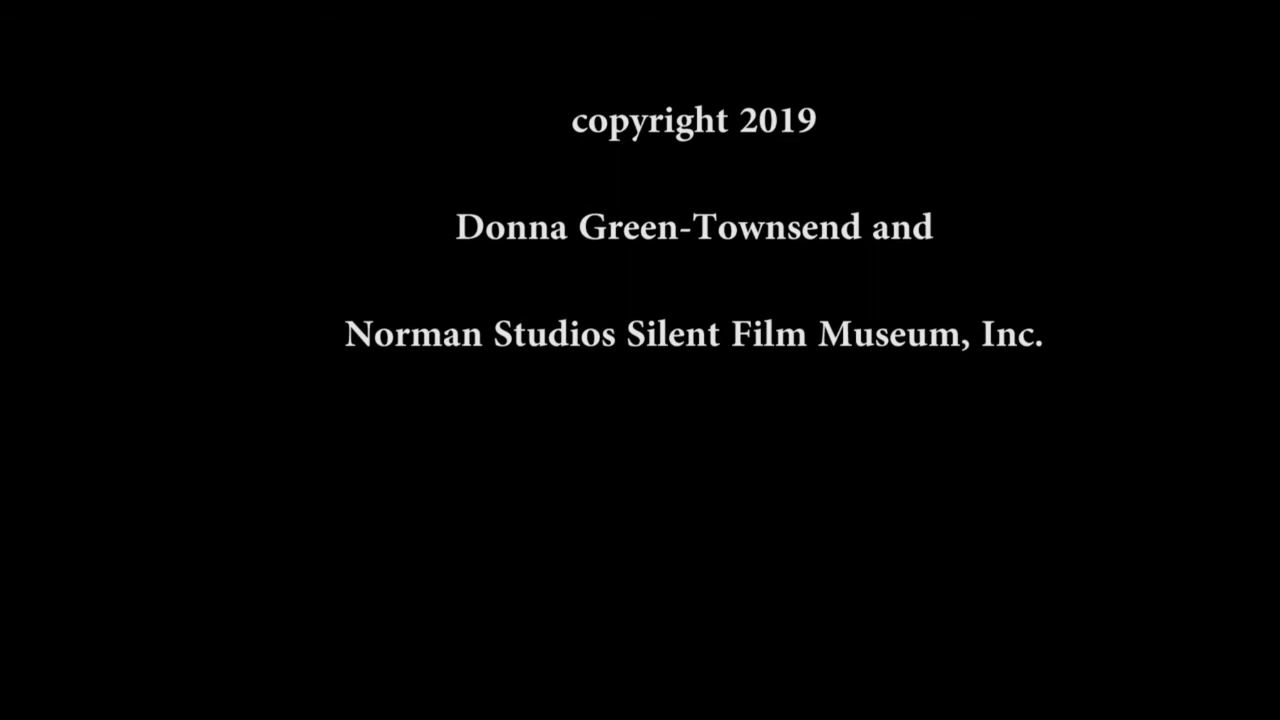 copyright 2019
Donna Green-Townsend and
Norman Studios Silent Film Museum, Inc.